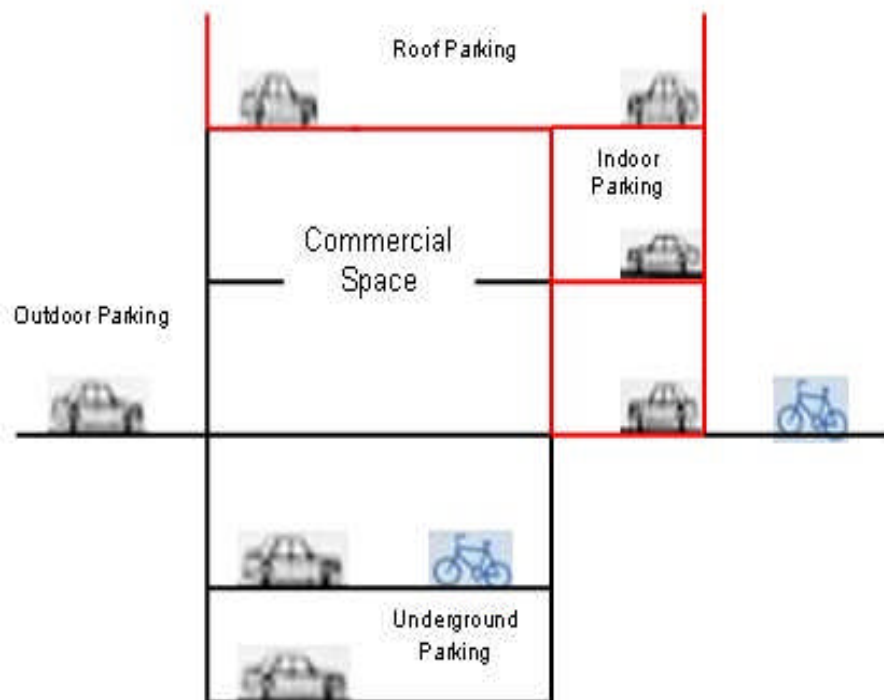 Roof Parking
Indoor
Parking
Commercial
Space
Outdoor Parking
Underground
Parking